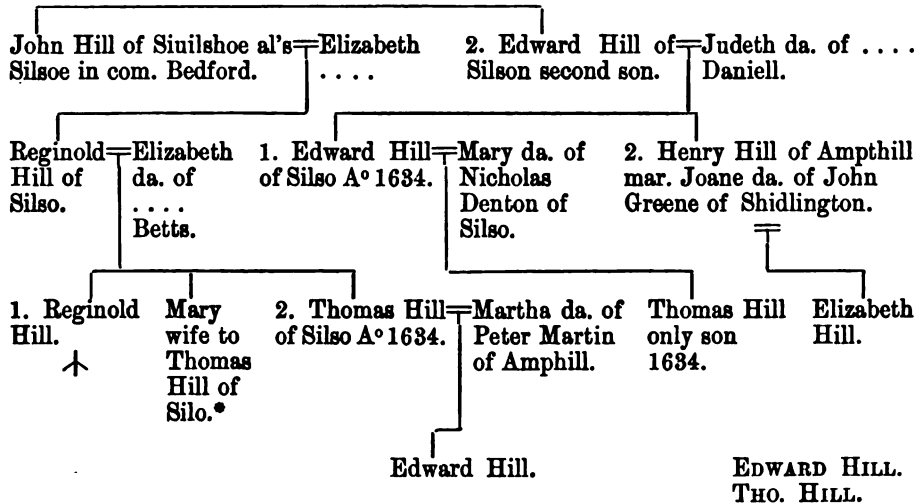 John Hill of Siuilshoe al's
Silsoe in com. Bedford.
Elizabeth
. . . .
2. Edward Hill of
Silson second son.
Judeth da. of . . . .
Daniell.
Reginold
Hill of
Silso.
Elizabeth
da. of
. . . .
Betts.
1. Edward Hill
of Silso Aº 1634.
Mary da. of
Nicholas
Denton of
Silso.
2. Henry Hill of Ampthill
mar. Joane da. of John
Greene of Shidlington.
1. Reginold
Hill.
Mary
wife to
Thomas
Hill of
Silo.*
2. Thomas Hill
of Silso Aº 1634.
Martha da. of
Peter Martin
of Amphill.
Thomas Hill
only son
1634.
Elizabeth
Hill.
Edward Hill.
EDWARD HILL.
THO. HILL.